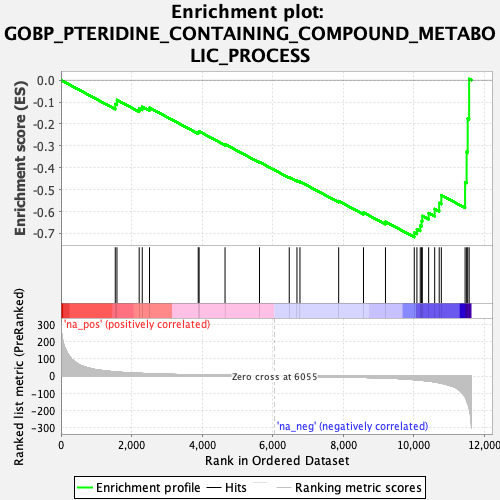 Enrichment plot:
GOBP_PTERIDINE_CONTAINING_COMPOUND_METABO
LIC_PROCESS
Enrichment score (ES)
0.0
-0.1
-0.2
-0.3
-0.4
-0.5
-0.6
-0.7
'na_pos' (positively correlated)
Ranked list metric (PreRanked)
300
200
100
0
-100
-200
-300
Zero cross at 6055
'na_neg' (negatively correlated)
0
2,000
4,000
6,000
8,000
10,000
12,000
Rank in Ordered Dataset
Enrichment profile
Hits
Ranking metric scores